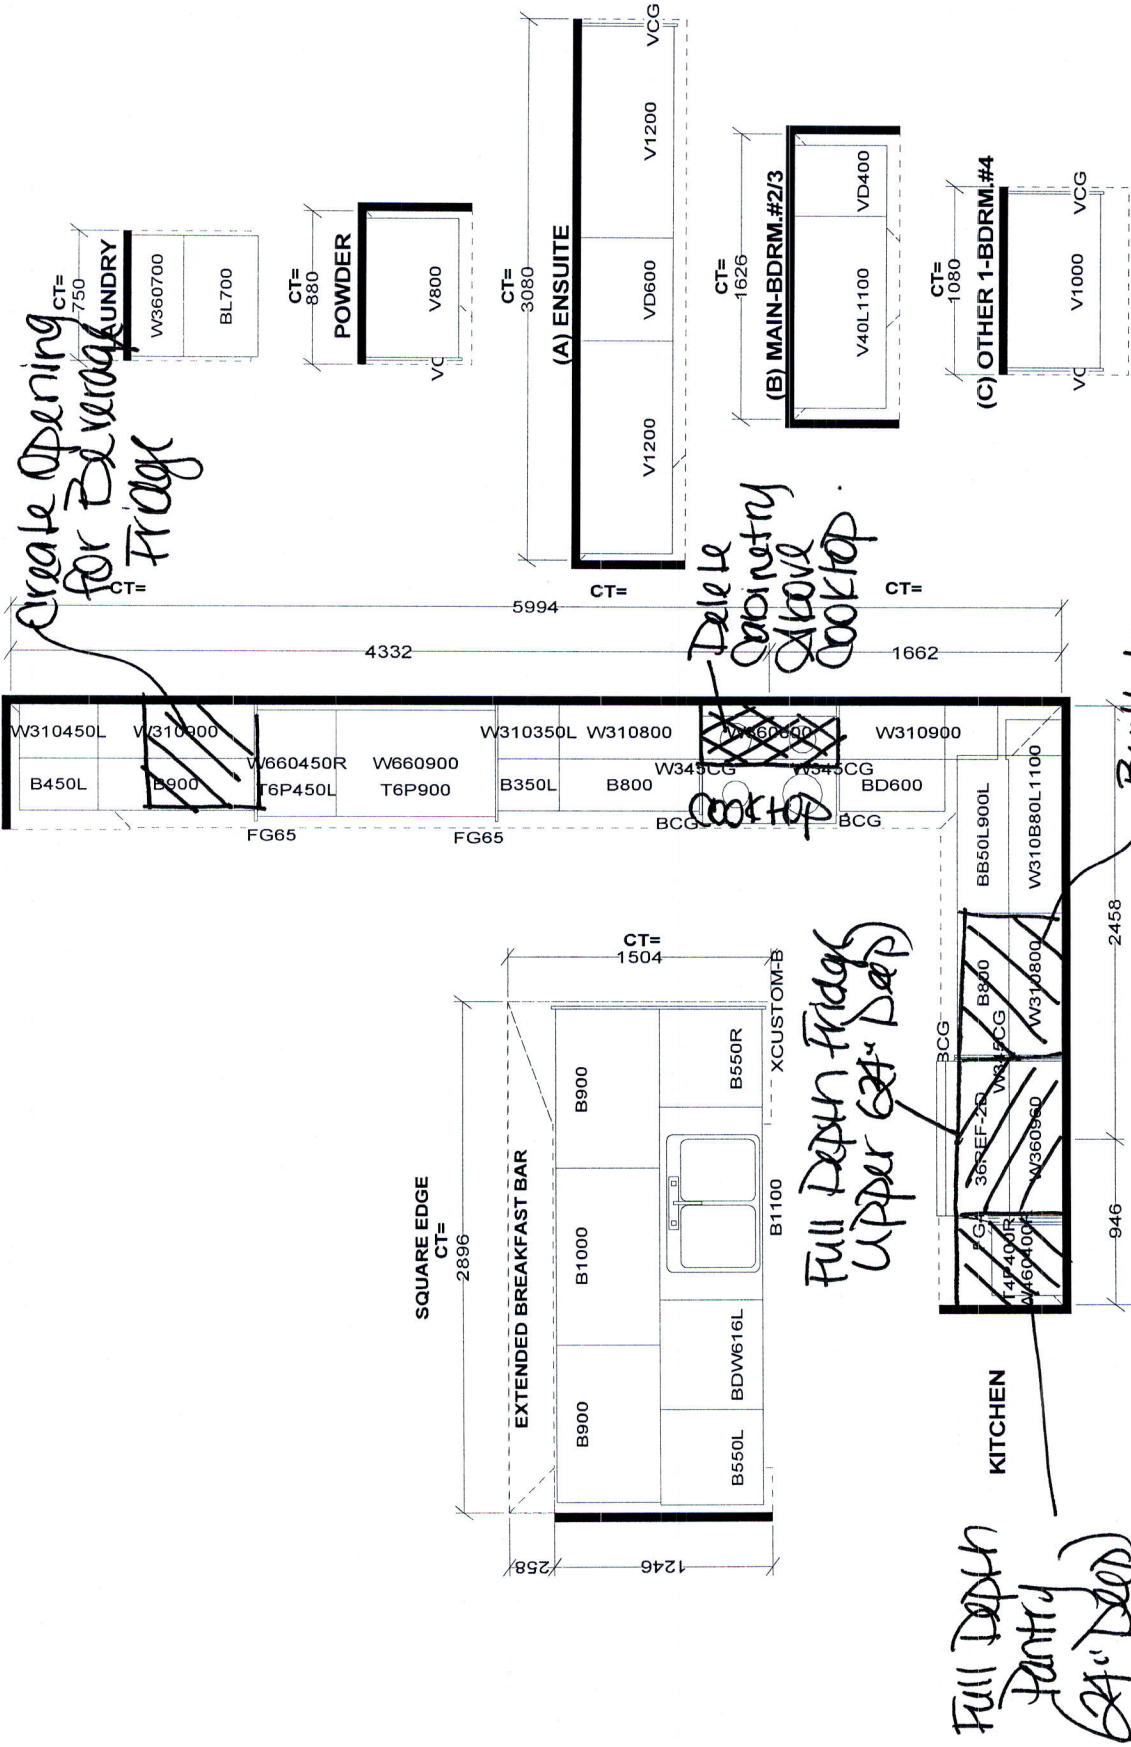 Create Opening
for Beverage
Fridge
CT=
750
LAUNDRY
W360700
BL700
CT=
880
POWDER
V800
VC
CT=
3080
(A) ENSUITE
V1200
VD600
V1200
VCG
CT=
1626
(B) MAIN-BDRM.#2/3
V40L1100
VD400
CT=
1080
(C) OTHER 1-BDRM.#4
VC
V1000
VCG
CT=
CT=
CT=
5994
4332
1662
Delete
Cabinetry
above
cooktop.
W310450L
W310900
W660450R
W660900
W310350L
W310800
W660600
W310900
B450L
B900
T6P450L
T6P900
B350L
B800
W345CG
W345CG
BD600
FG65
FG65
BCG
Cooktop
BCG
BB50L900L
W310B80L1100
B800
W310800
BCG
W345CG
36REF-2D
W360960
T4P400R
W460400R
2458
946
Full Depth Fridge
Upper (24" Deep)
KITCHEN
Full Depth
Pantry
(24" Deep)
SQUARE EDGE
CT=
2896
EXTENDED BREAKFAST BAR
CT=
1504
B900
B1000
B900
B550L
BDW616L
B1100
B550R
XCUSTOM-B
258
1246